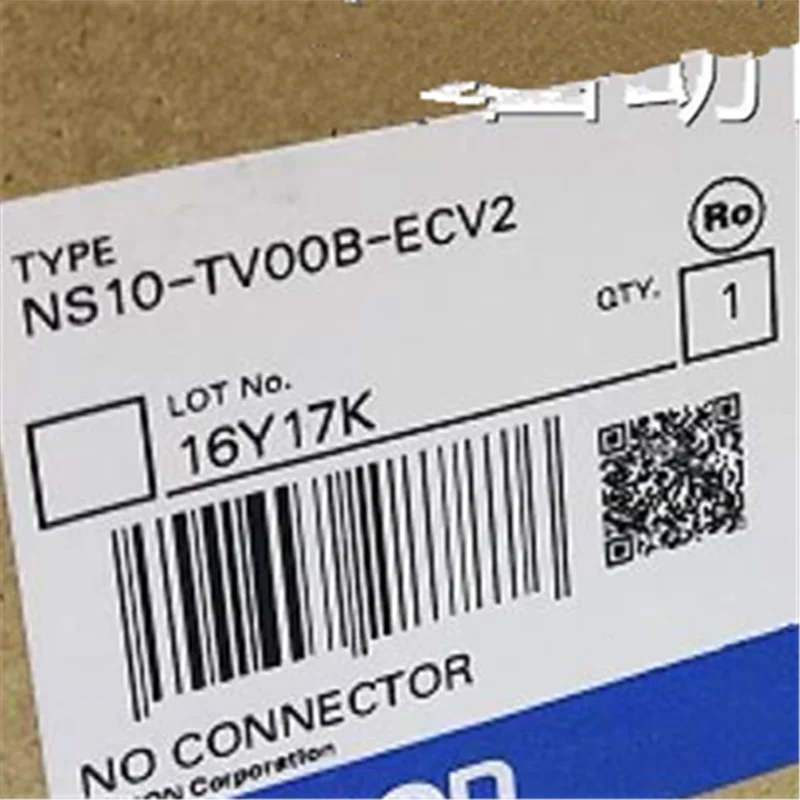 Ro
TYPE
NS10-TV00B-ECV2
QTY. 1
LOT No.
16Y17K
NO CONNECTOR
Corporation